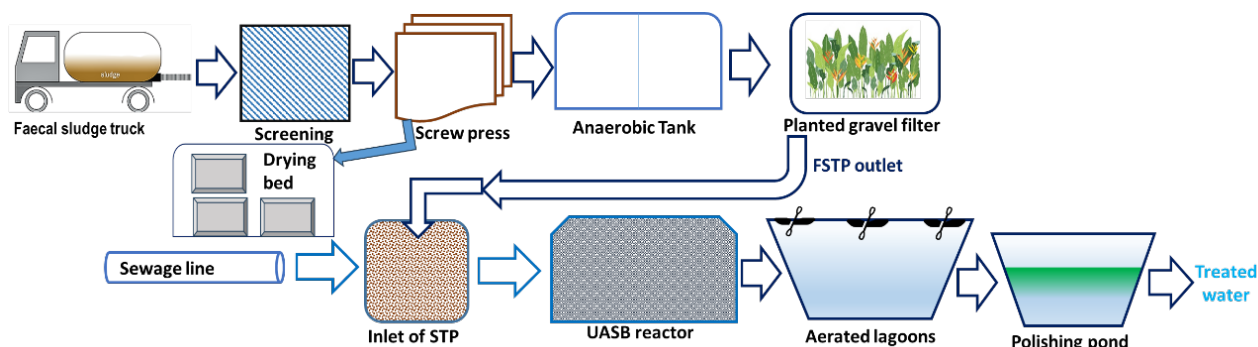 sludge
Faecal sludge truck
Screening
Screw press
Anaerobic Tank
Planted gravel filter
Drying
bed
FSTP outlet
Sewage line
Inlet of STP
UASB reactor
Aerated lagoons
Polishing pond
Treated
water